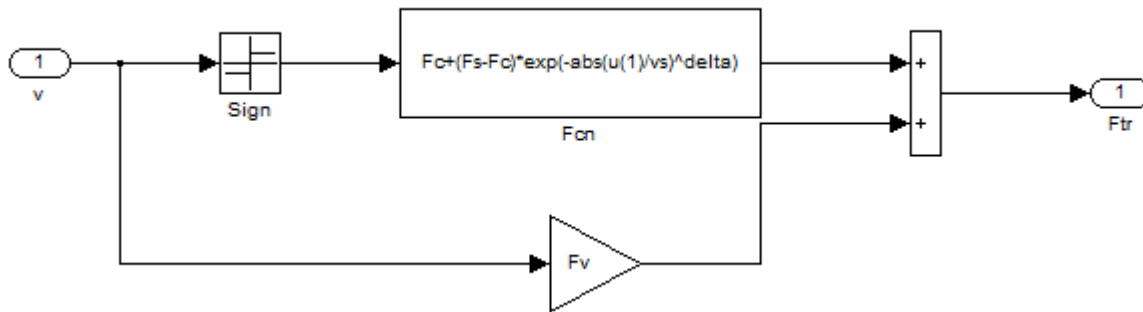 1
v
Sign
Fc+(Fs-Fc)*exp(-abs(u(1)/vs)^delta)
Fcn
+
+
1
Ftr
Fv